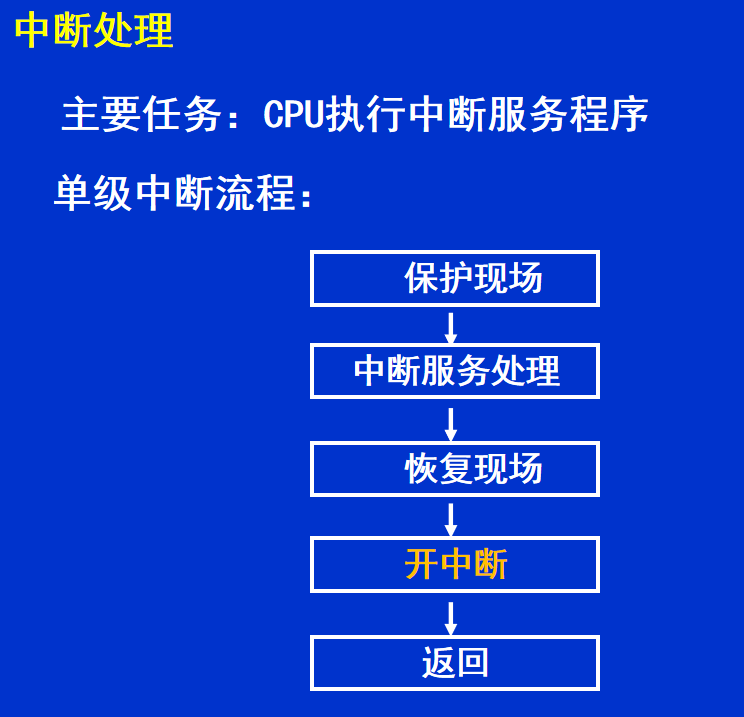 中断处理
主要任务：CPU执行中断服务程序
单级中断流程：
保护现场
中断服务处理
恢复现场
开中断
返回